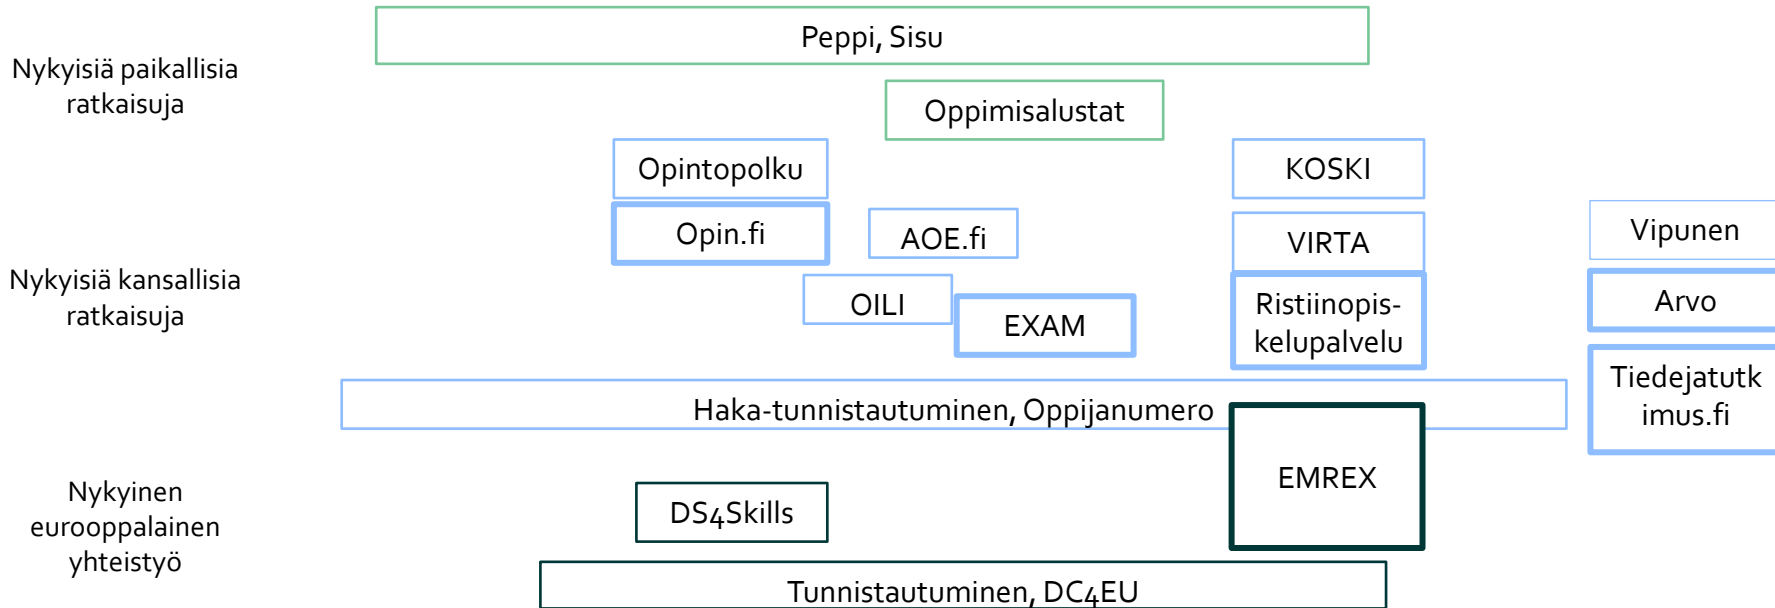 Peppi, Sisu
Nykyisiä paikallisia
ratkaisuja
Oppimisalustat
Opintopolku
KOSKI
Opin.fi
AOE.fi
VIRTA
Vipunen
Nykyisiä kansallisia
ratkaisuja
OILI
EXAM
Ristiinopis-
kelupalvelu
Arvo
Tiedejatutk
imus.fi
Haka-tunnistautuminen, Oppijanumero
EMREX
Nykyinen
eurooppalainen
yhteistyö
DS4Skills
Tunnistautuminen, DC4EU